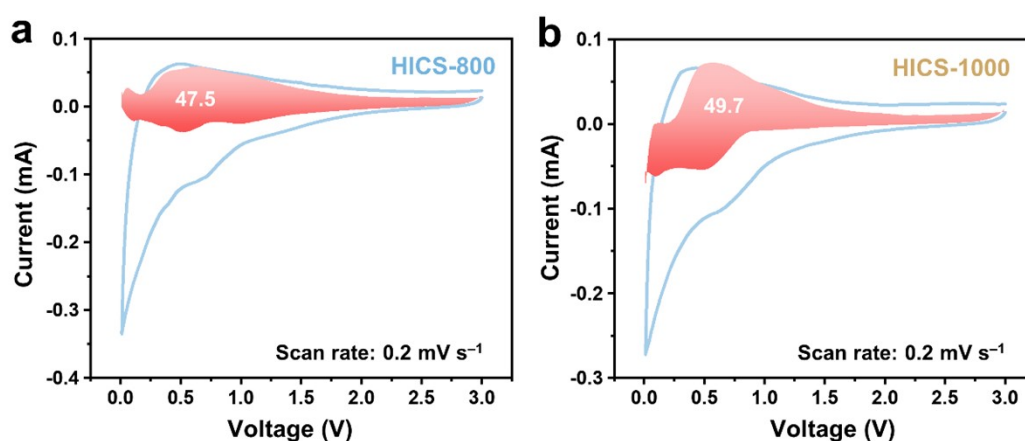 a
HICS-800
47.5
Scan rate: 0.2 mV s⁻¹
Current (mA)
0.1
0.0
-0.1
-0.2
-0.3
-0.4
0.0 0.5 1.0 1.5 2.0 2.5 3.0
Voltage (V)
b
HICS-1000
49.7
Scan rate: 0.2 mV s⁻¹
Current (mA)
0.1
0.0
-0.1
-0.2
-0.3
0.0 0.5 1.0 1.5 2.0 2.5 3.0
Voltage (V)